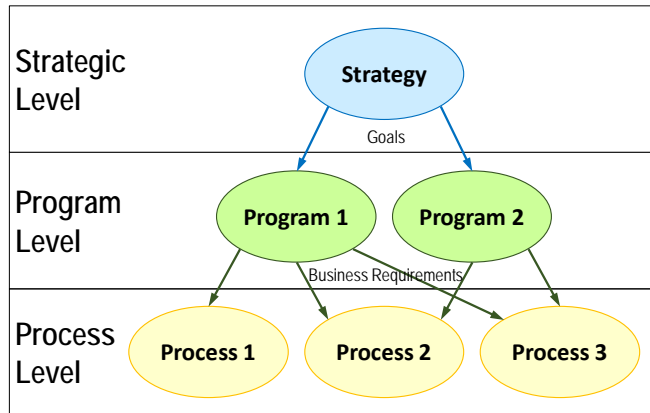 Strategic
Level
Strategy
Goals
Program
Level
Program 1
Program 2
Business Requirements
Process
Level
Process 1
Process 2
Process 3